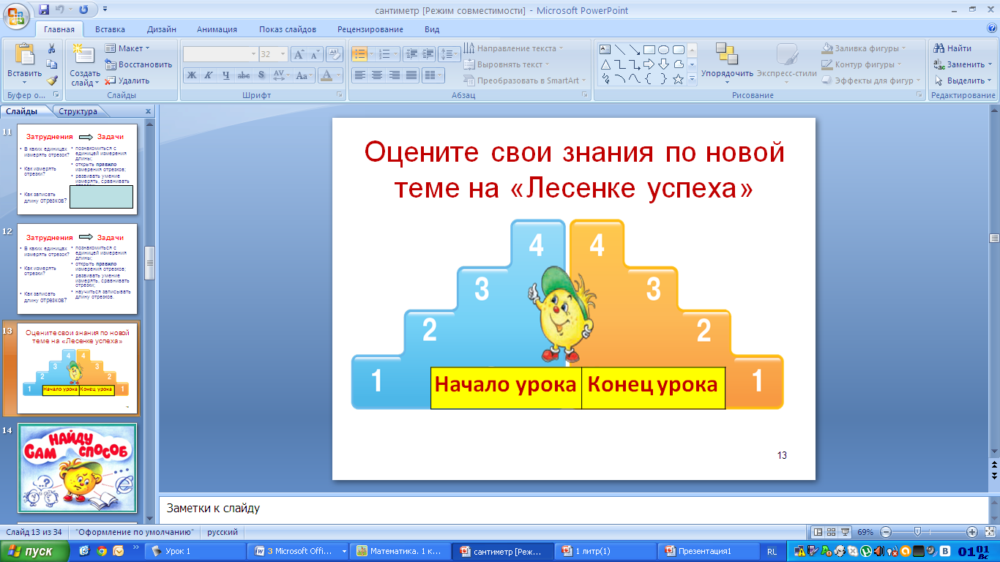 сантиметр [Режим совместимости] - Microsoft PowerPoint
Главная Вставка Дизайн Анимация Показ слайдов Рецензирование Вид
Вставить
Буфер о...
Создать слайд
Макет
Восстановить
Удалить
Слайды
32
Ж К Ч abc S AV Aa A
Шрифт
Абзац
Направление текста
Выровнять текст
Преобразовать в SmartArt
Упорядочить
Экспресс-стили
Заливка фигуры
Контур фигуры
Эффекты для фигур
Рисование
Найти
Заменить
Выделить
Редактирование
Слайды Структура x
11
Затруднения Задачи
В каких единицах измерять отрезок?
Как измерять отрезки?
Как записать длину отрезков?
познакомиться с единицей измерения длины;
открыть правило измерения отрезков;
развивать умение измерять, сравнивать
12
Затруднения Задачи
В каких единицах измерять отрезок?
Как измерять отрезки?
Как записать длину отрезков?
познакомиться с единицей измерения длины;
открыть правило измерения отрезков;
развивать умение измерять, сравнивать отрезки;
научиться записывать длину отрезков.
13
Оцените свои знания по новой
теме на «Лесенке успеха»
4 4
3 3
2 2
1 Начало урока Конец урока 1
14
НАЙДУ
САМ СПОСОБ
...?
Оцените свои знания по новой
теме на «Лесенке успеха»
4 4
3 3
2 2
1 Начало урока Конец урока 1
13
Заметки к слайду
Слайд 13 из 34 "Оформление по умолчанию" русский 69%
пуск Урок 1 3 Microsoft Offi... Математика. 1 к... сантиметр [Реж... 1 литр(1) Презентация1 RL 01 01 Вс